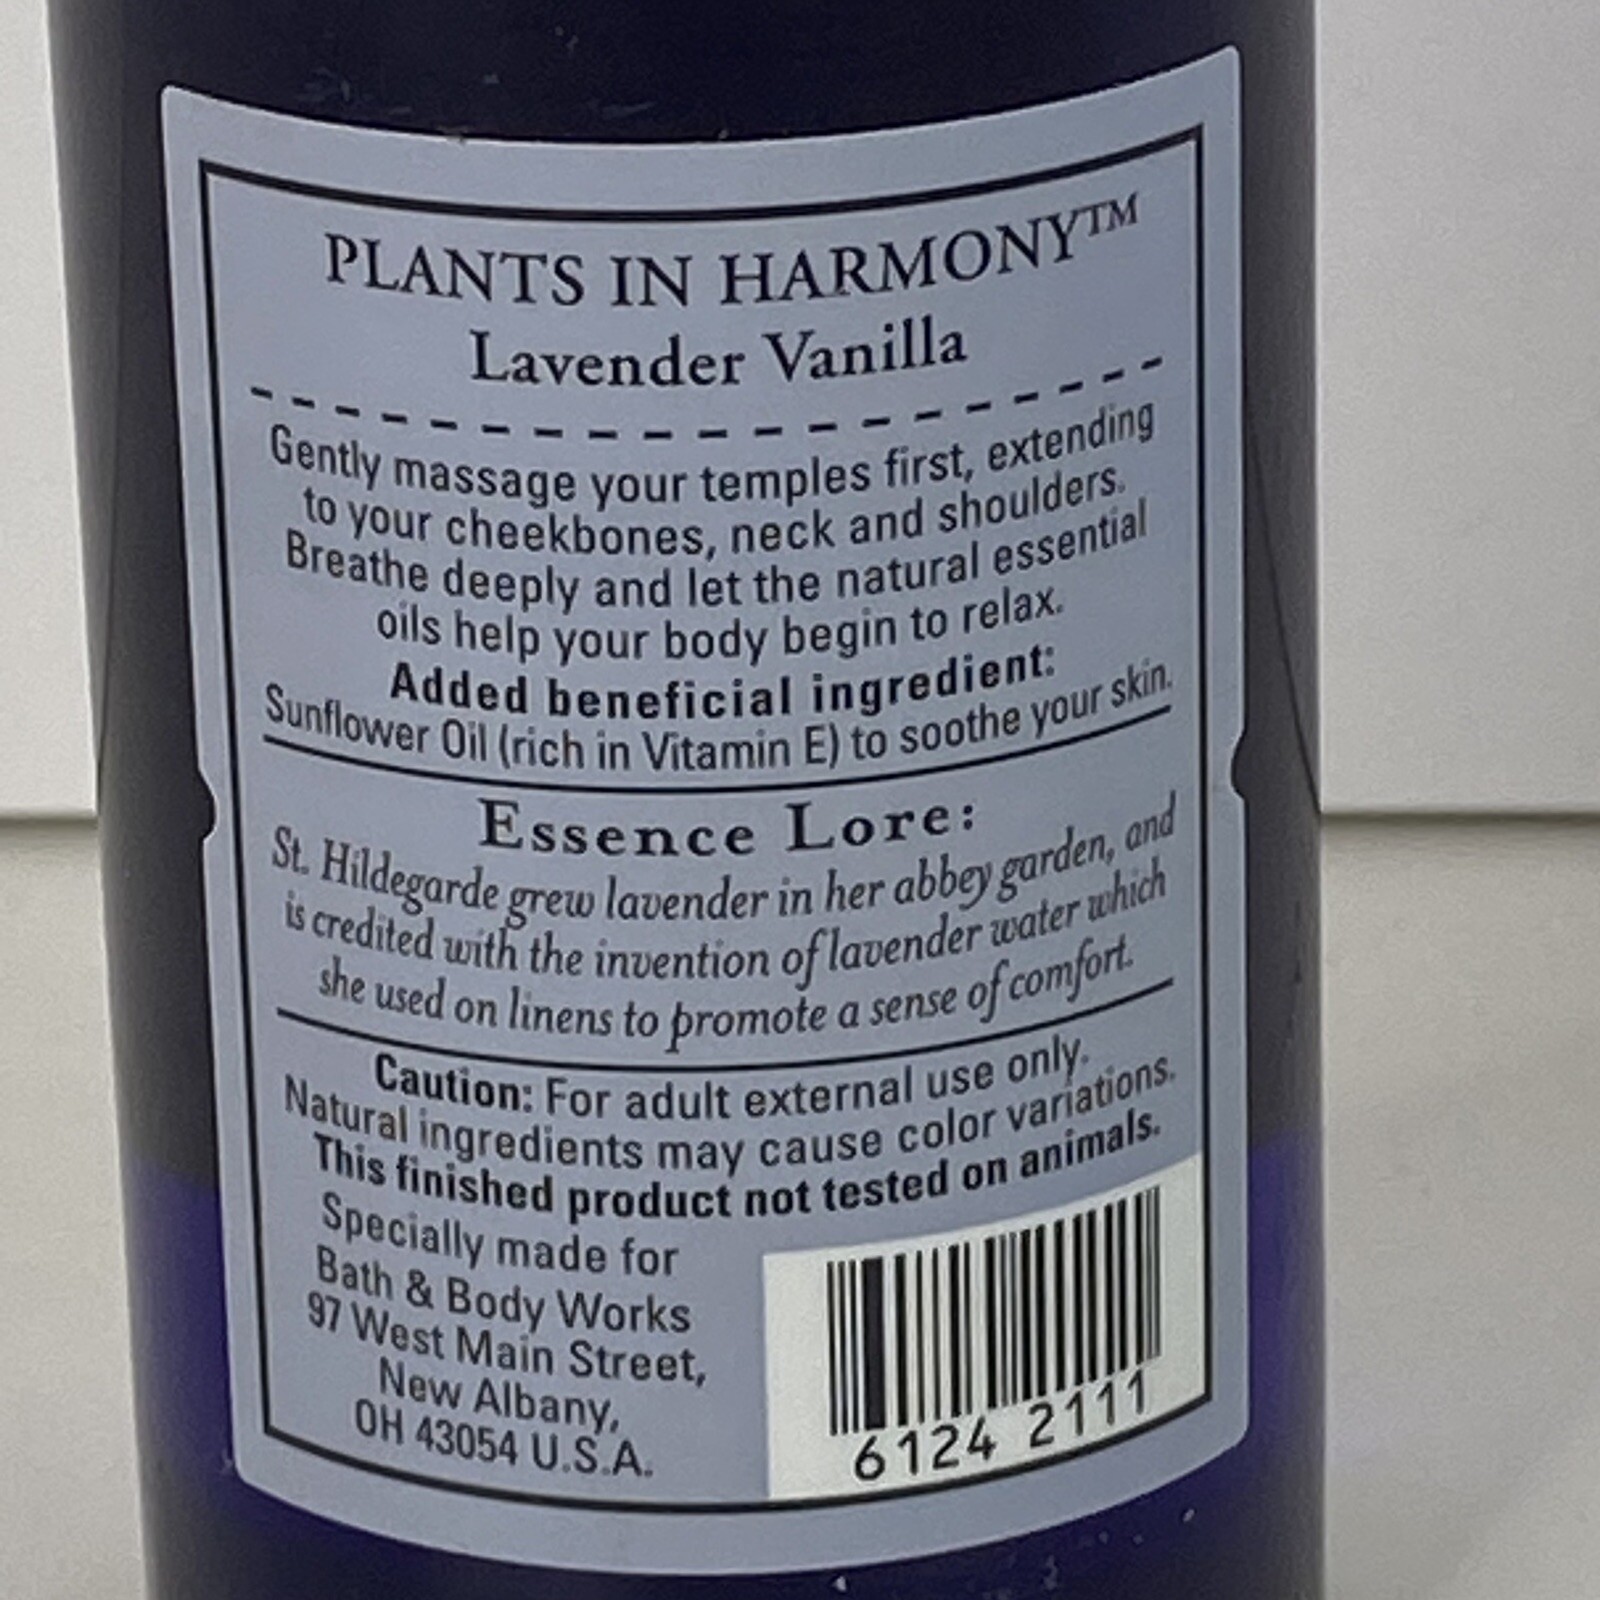 PLANTS IN HARMONY™
Lavender Vanilla
Gently massage your temples first, extending
to your cheekbones, neck and shoulders.
Breathe deeply and let the natural essential
oils help your body begin to relax.
Added beneficial ingredient:
Sunflower Oil (rich in Vitamin E) to soothe your skin.
Essence Lore:
St. Hildegarde grew lavender in her abbey garden, and
is credited with the invention of lavender water which
she used on linens to promote a sense of comfort.
Caution: For adult external use only.
Natural ingredients may cause color variations.
This finished product not tested on animals.
Specially made for
Bath & Body Works
97 West Main Street,
New Albany,
OH 43054 U.S.A.
6124 2111